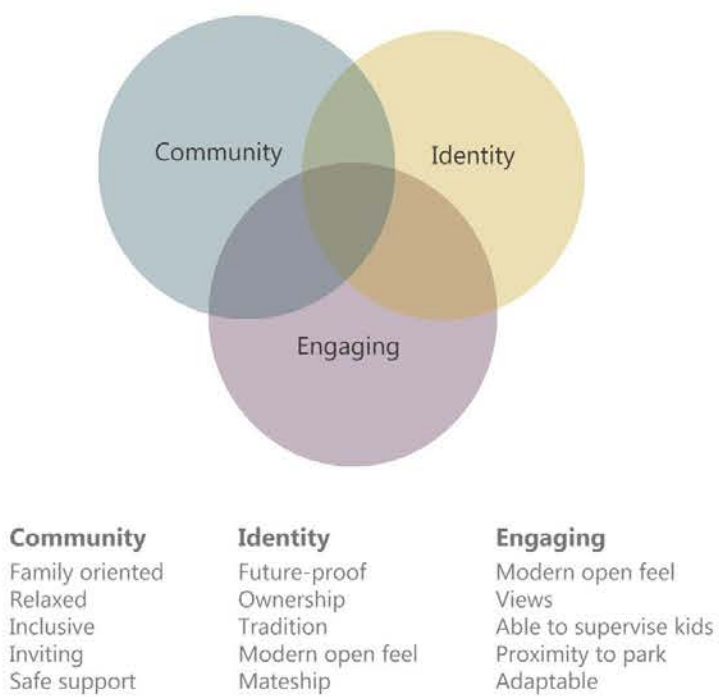 Community
Identity
Engaging
Community
Family oriented
Relaxed
Inclusive
Inviting
Safe support
Identity
Future-proof
Ownership
Tradition
Modern open feel
Mateship
Engaging
Modern open feel
Views
Able to supervise kids
Proximity to park
Adaptable